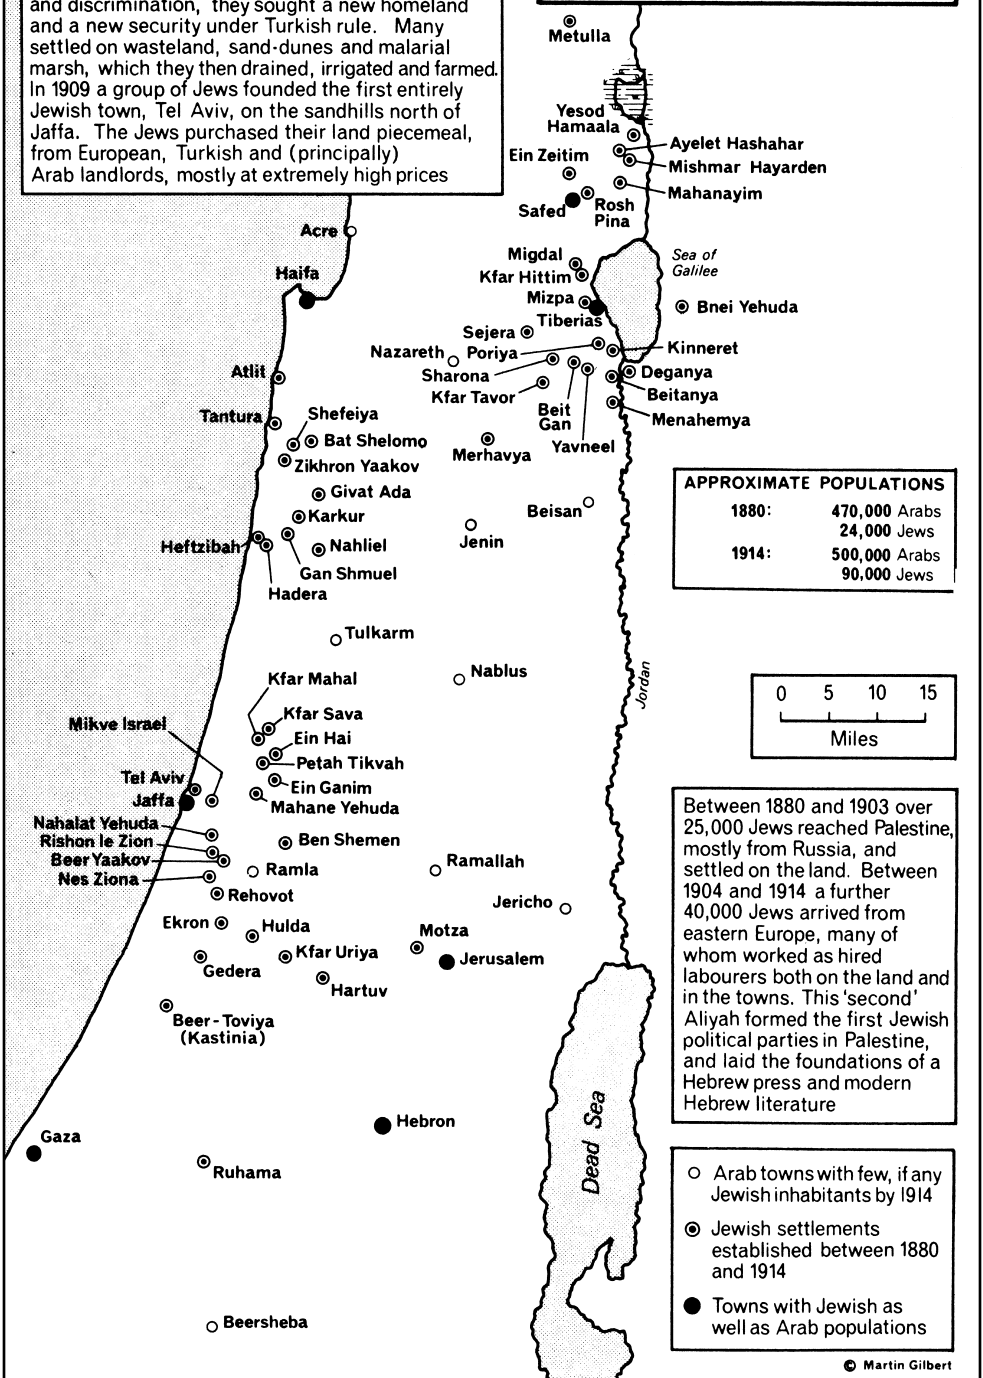 and discrimination, they sought a new homeland
and a new security under Turkish rule. Many
settled on wasteland, sand-dunes and malarial
marsh, which they then drained, irrigated and farmed.
In 1909 a group of Jews founded the first entirely
Jewish town, Tel Aviv, on the sandhills north of
Jaffa. The Jews purchased their land piecemeal,
from European, Turkish and (principally)
Arab landlords, mostly at extremely high prices
Metulla
Yesod
Hamaala
Ayelet Hashahar
Ein Zeitim
Mishmar Hayarden
Mahanayim
Safed
Rosh
Pina
Acre
Migdal
Sea of
Galilee
Haifa
Kfar Hittim
Mizpa
Bnei Yehuda
Tiberias
Sejera
Nazareth
Poriya
Kinneret
Atlit
Sharona
Deganya
Kfar Tavor
Beitanya
Tantura
Shefeiya
Beit
Gan
Menahemya
Bat Shelomo
Yavneel
Merhavya
Zikhron Yaakov
Givat Ada
APPROXIMATE POPULATIONS
1880: 470,000 Arabs
24,000 Jews
1914: 500,000 Arabs
90,000 Jews
Beisan
Karkur
Jenin
Heftzibah
Nahliel
Gan Shmuel
Hadera
Tulkarm
Nablus
Jordan
Kfar Mahal
0 5 10 15
Miles
Kfar Sava
Mikve Israel
Ein Hai
Petah Tikvah
Tel Aviv
Ein Ganim
Jaffa
Mahane Yehuda
Nahalat Yehuda
Rishon le Zion
Ben Shemen
Beer Yaakov
Ramallah
Nes Ziona
Ramla
Rehovot
Jericho
Ekron
Hulda
Motza
Kfar Uriya
Jerusalem
Gedera
Hartuv
Beer-Toviya
(Kastinia)
Between 1880 and 1903 over
25,000 Jews reached Palestine,
mostly from Russia, and
settled on the land. Between
1904 and 1914 a further
40,000 Jews arrived from
eastern Europe, many of
whom worked as hired
labourers both on the land and
in the towns. This 'second'
Aliyah formed the first Jewish
political parties in Palestine,
and laid the foundations of a
Hebrew press and modern
Hebrew literature
Dead Sea
Hebron
Gaza
Ruhama
Beersheba
Arab towns with few, if any
Jewish inhabitants by 1914
Jewish settlements
established between 1880
and 1914
Towns with Jewish as
well as Arab populations
© Martin Gilbert